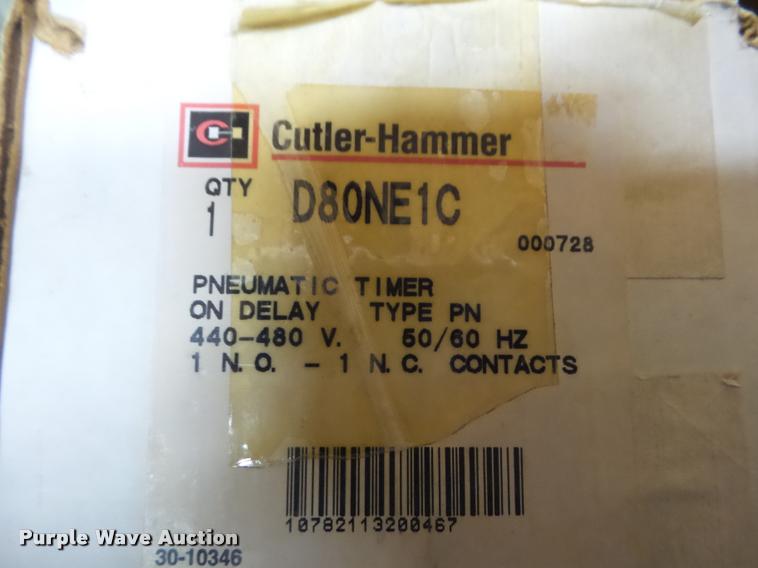 Cutler-Hammer
QTY
1 D80NE1C
000728
PNEUMATIC TIMER
ON DELAY TYPE PN
440-480 V. 50/60 HZ
1 N.O. - 1 N.C. CONTACTS
10782113200467
Purple Wave Auction
30-10346